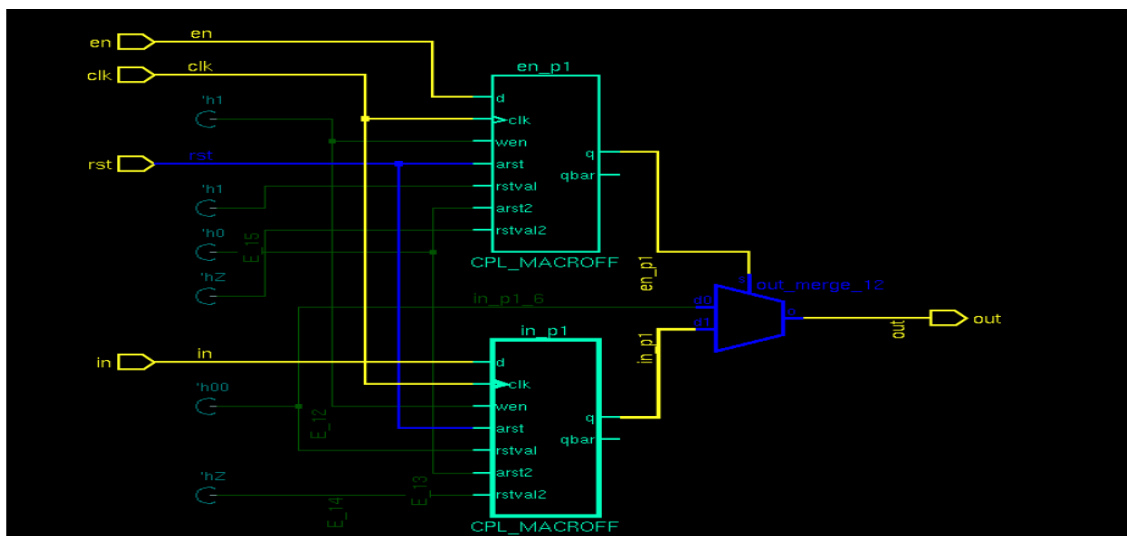 en
en
clk
clk
'h1
rst
rst
'h1
'h0
E_15
'hZ
en_p1
d
clk
wen
arst
rstval
arst2
rstval2
q
qbar
CPL_MACROFF
en_p1
in_p1_6
s
out_merge_12
d0
d1
o
out
out
in
in
'h00
E_12
in_p1
d
clk
wen
arst
rstval
arst2
rstval2
q
qbar
CPL_MACROFF
in_p1
'hZ
E_14
E_13